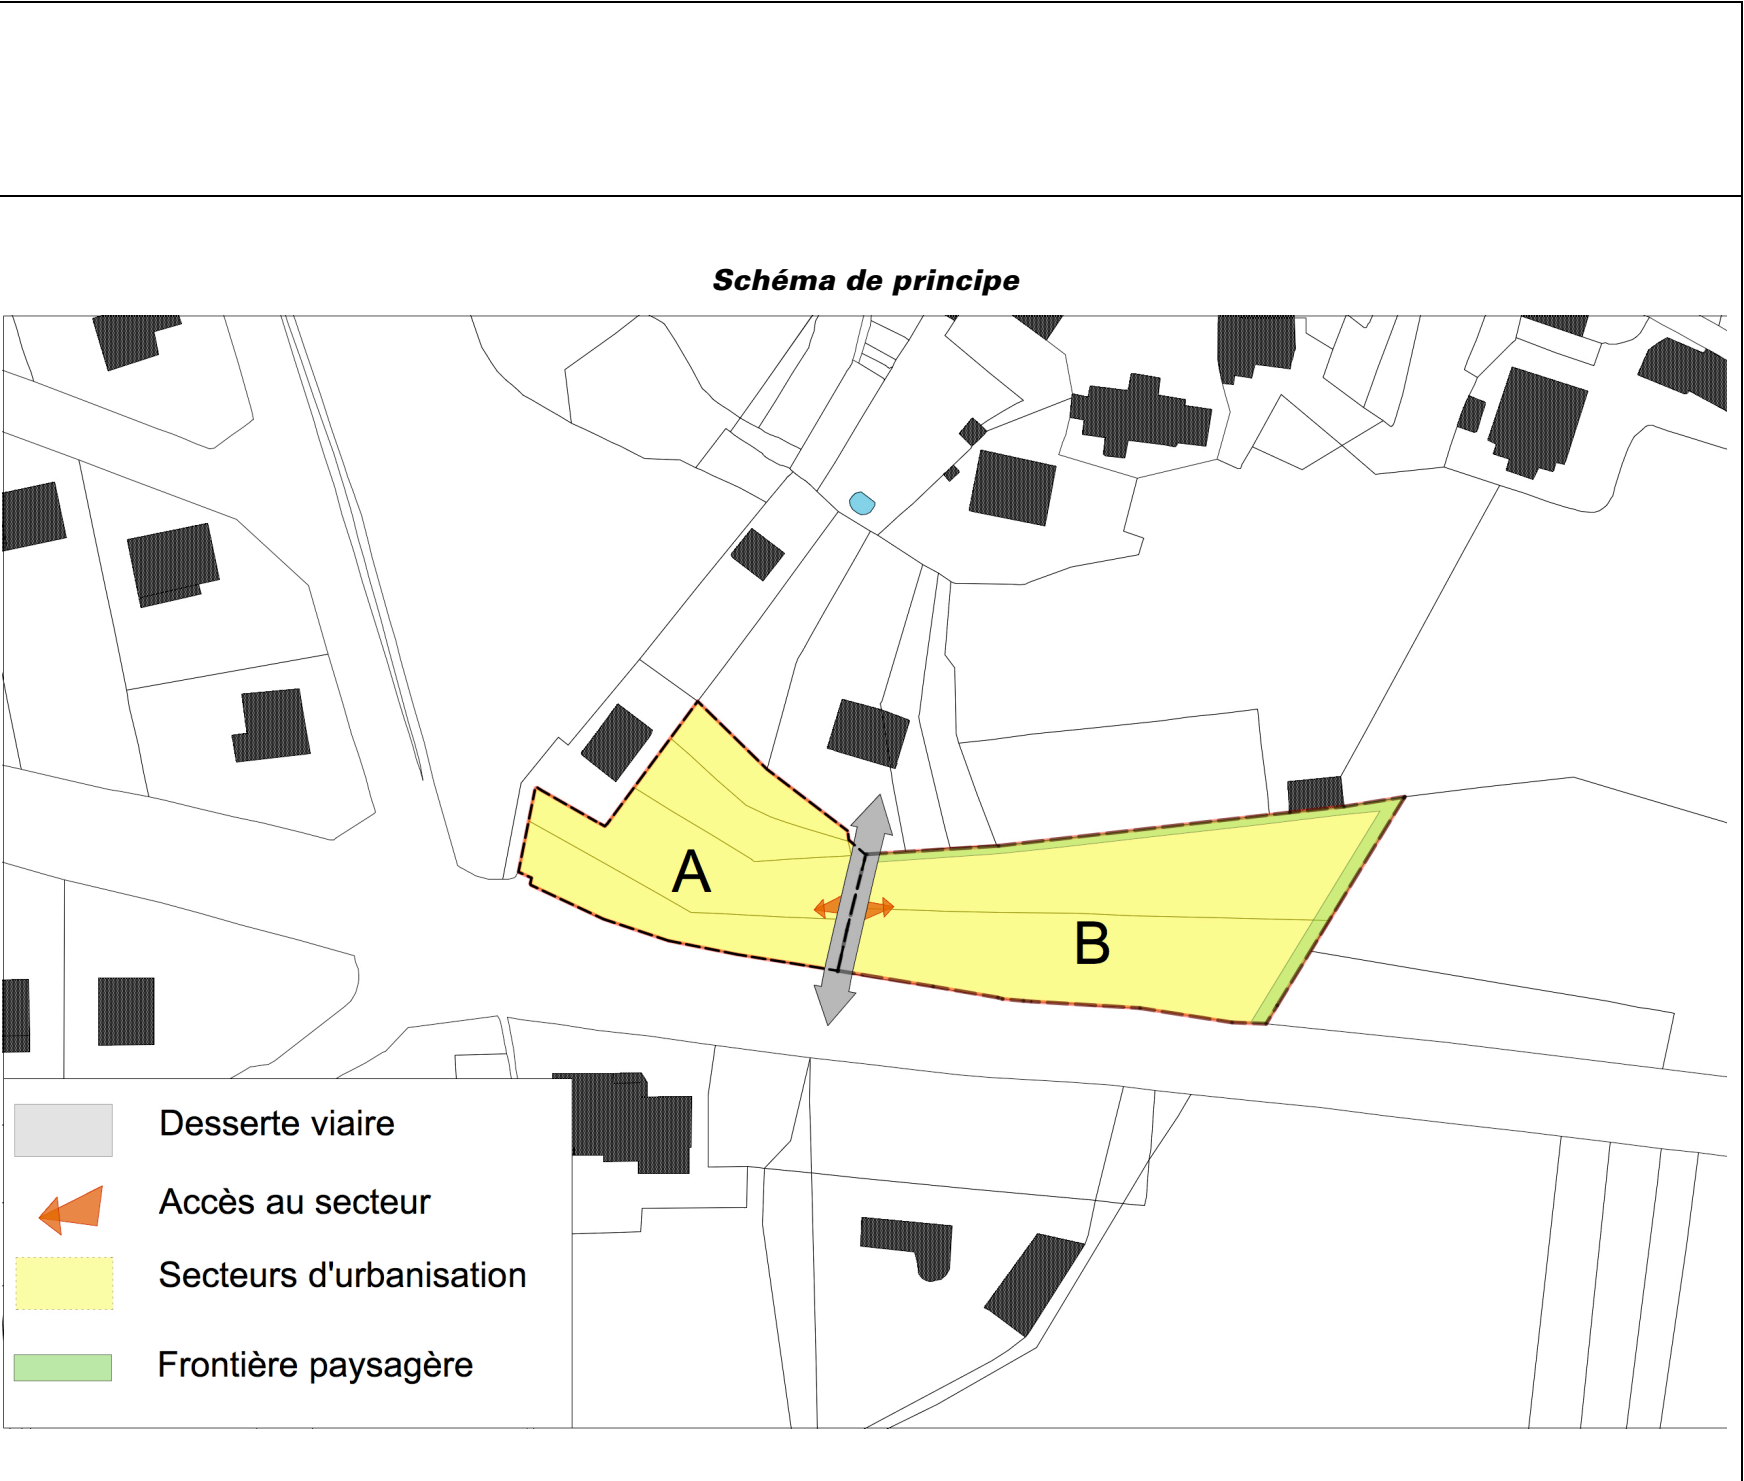 Schéma de principe
A
B
Desserte viaire
Accès au secteur
Secteurs d'urbanisation
Frontière paysagère